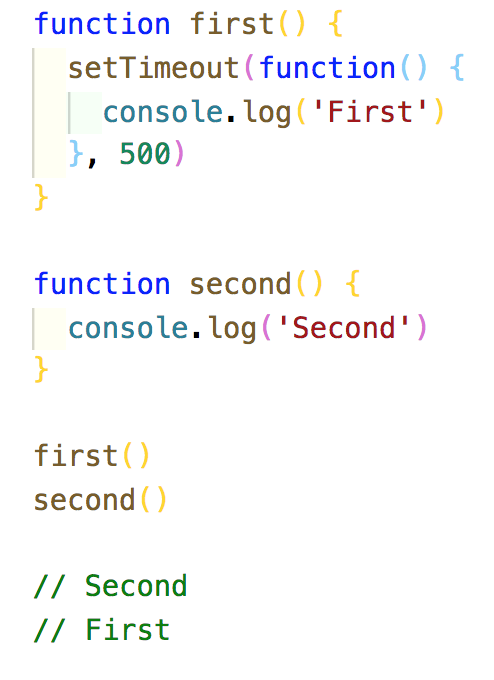 function first() {
  setTimeout(function() {
    console.log('First')
  }, 500)
}

function second() {
  console.log('Second')
}

first()
second()

// Second
// First